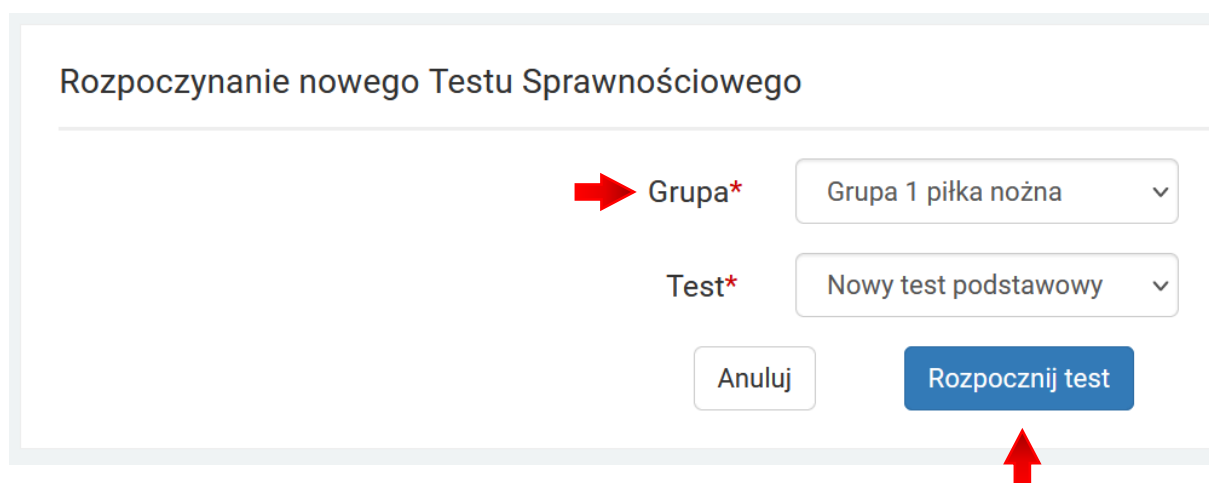 Rozpoczynanie nowego Testu Sprawnościowego
Grupa* Grupa 1 piłka nożna
Test* Nowy test podstawowy
Anuluj Rozpocznij test